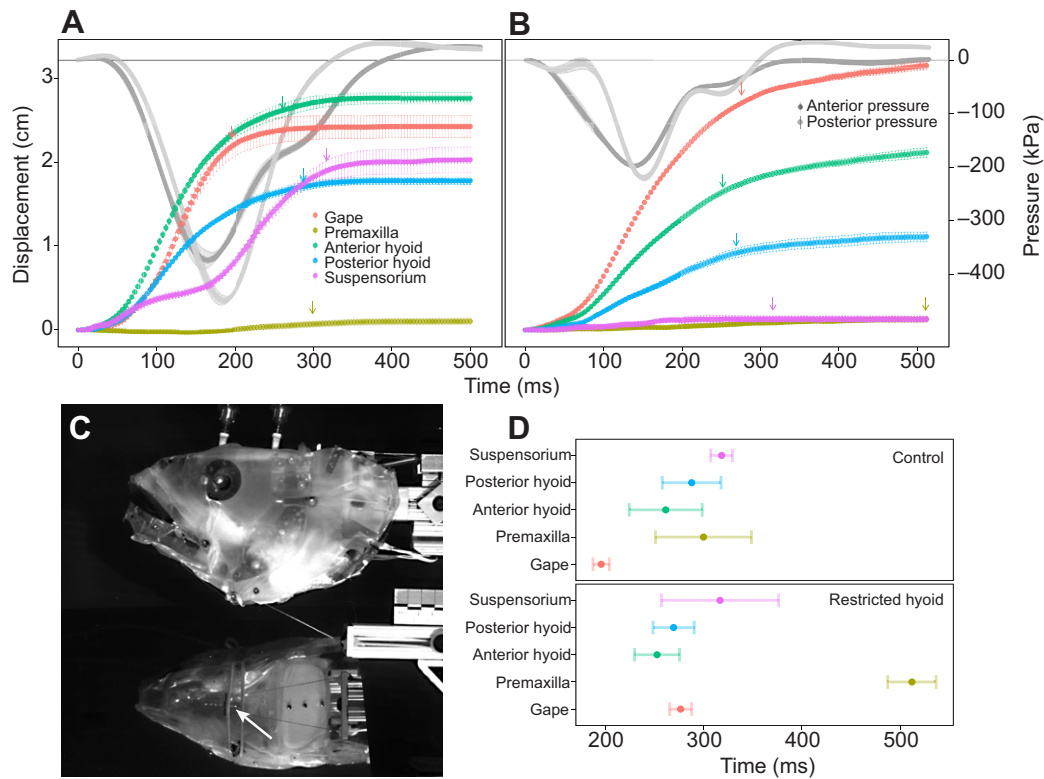 A
B
Displacement (cm)
3
2
1
0
Gape
Premaxilla
Anterior hyoid
Posterior hyoid
Suspensorium
0 100 200 300 400 500
Anterior pressure
Posterior pressure
0
–100
–200
–300
–400
Pressure (kPa)
0 100 200 300 400 500
Time (ms)
C
D
Control
Suspensorium
Posterior hyoid
Anterior hyoid
Premaxilla
Gape
Restricted hyoid
Suspensorium
Posterior hyoid
Anterior hyoid
Premaxilla
Gape
200 300 400 500
Time (ms)